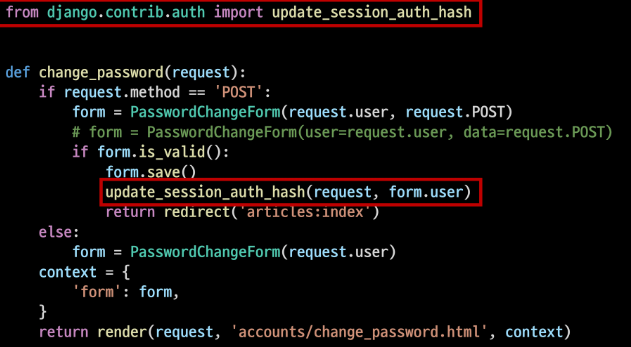 from django.contrib.auth import update_session_auth_hash
def change_password(request):
    if request.method == 'POST':
        form = PasswordChangeForm(request.user, request.POST)
        # form = PasswordChangeForm(user=request.user, data=request.POST)
        if form.is_valid():
            form.save()
            update_session_auth_hash(request, form.user)
            return redirect('articles:index')
    else:
        form = PasswordChangeForm(request.user)
    context = {
        'form': form,
    }
    return render(request, 'accounts/change_password.html', context)